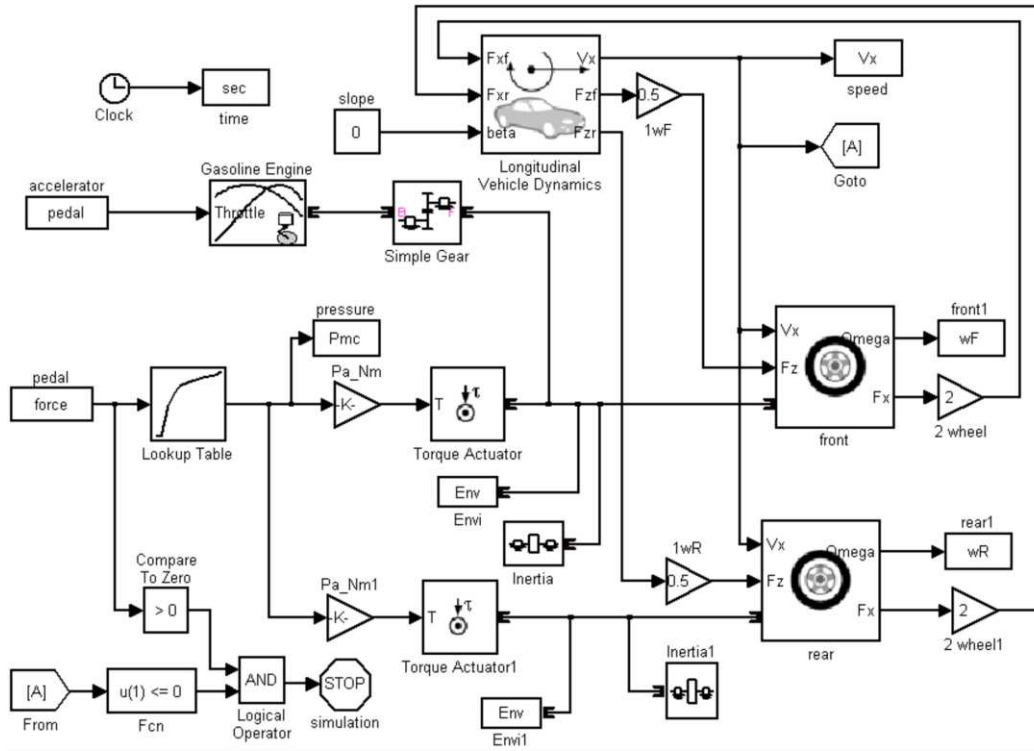 Fxf
Vx
Fxr
Fzf
beta
Fzr
Longitudinal
Vehicle Dynamics
0.5
1wF
Vx
speed
[A]
Goto
Clock
sec
time
slope
0
accelerator
pedal
Gasoline Engine
Throttle
B
F
Simple Gear
pressure
Pmc
Pa_Nm
-K-
pedal
force
Lookup Table
T
τ
Torque Actuator
Env
Envi
Inertia
Vx
Omega
Fz
Fx
front
front1
wF
2
2 wheel
Compare
To Zero
> 0
Pa_Nm1
-K-
T
τ
Torque Actuator1
1wR
0.5
Vx
Omega
Fz
Fx
rear
rear1
wR
2
2 wheel1
Inertia1
Env
Envi1
[A]
From
u(1) <= 0
Fcn
AND
Logical
Operator
STOP
simulation